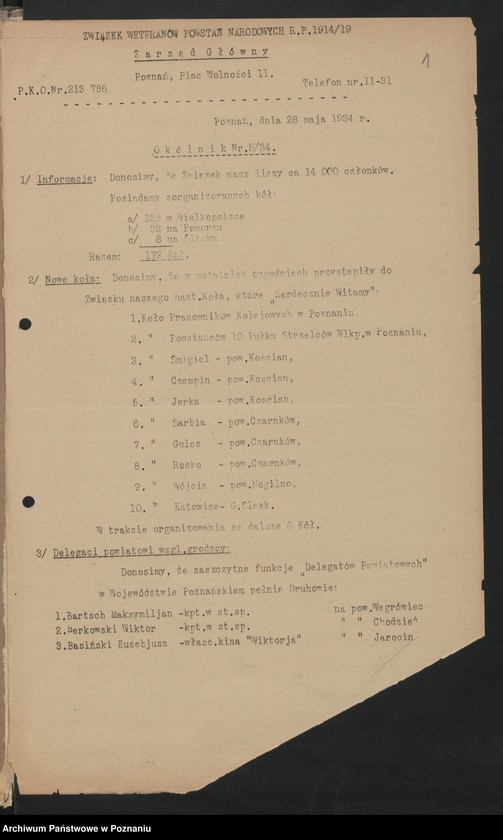 ZWIĄZEK WETERANÓW POWSTAŃ NARODOWYCH R.P.1914/19
Zarząd Główny
1
Poznań, Plac Wolności 11.
P.K.O.Nr.213 786
Telefon nr.11-31
Poznań, dnia 28 maja 1934 r.
Okólnik Nr.5/34.
1/ Informacje: Donosimy, że Związek nasz liczy ca 14 000 członków.
Posiadamy zorganizowanych kół:
a/ 132 w Wielkopolsce
b/ 32 na Pomorzu
c/ 8 na Śląsku
Razem: 172 Kół.
2/ Nowe koła: Donosimy, że w ostatnich tygodniach przystąpiły do
Związku naszego nast.Koła, które „Serdecznie Witamy":
1.Koło Pracowników Kolejowych w Poznaniu.
2. " Powstańców 10 Pułku Strzelców Wlkp.w Poznaniu,
3. " Śmigiel - pow.Kościan,
4. " Czempin - pow.Kościan,
5. " Jerka - pow.Kościan,
6. " Sarbia - pow.Czarnków,
7. " Gulcz - pow.Czarnków,
8. " Rosko - pow.Czarnków,
9. " Wójcin - pow.Mogilno,
10. " Katowice- G.Śląsk.
W trakcie organizowania są dalsze 6 Kół.
3/ Delegaci powiatowi wzgl.grodzcy:
Donosimy, że zaszczytne funkcje „Delegatów Powiatowych"
w Województwie Poznańskiem pełnią Druhowie:
1.Bartsch Maksymiljan -kpt.w st.sp. na pow.Wągrówiec
2.Berkowski Wiktor -kpt.w st.sp. " " Chodzież
3.Basiński Euzebjusz -właśc.kina "Wiktorja" " " Jarocin
Archiwum Państwowe w Poznaniu